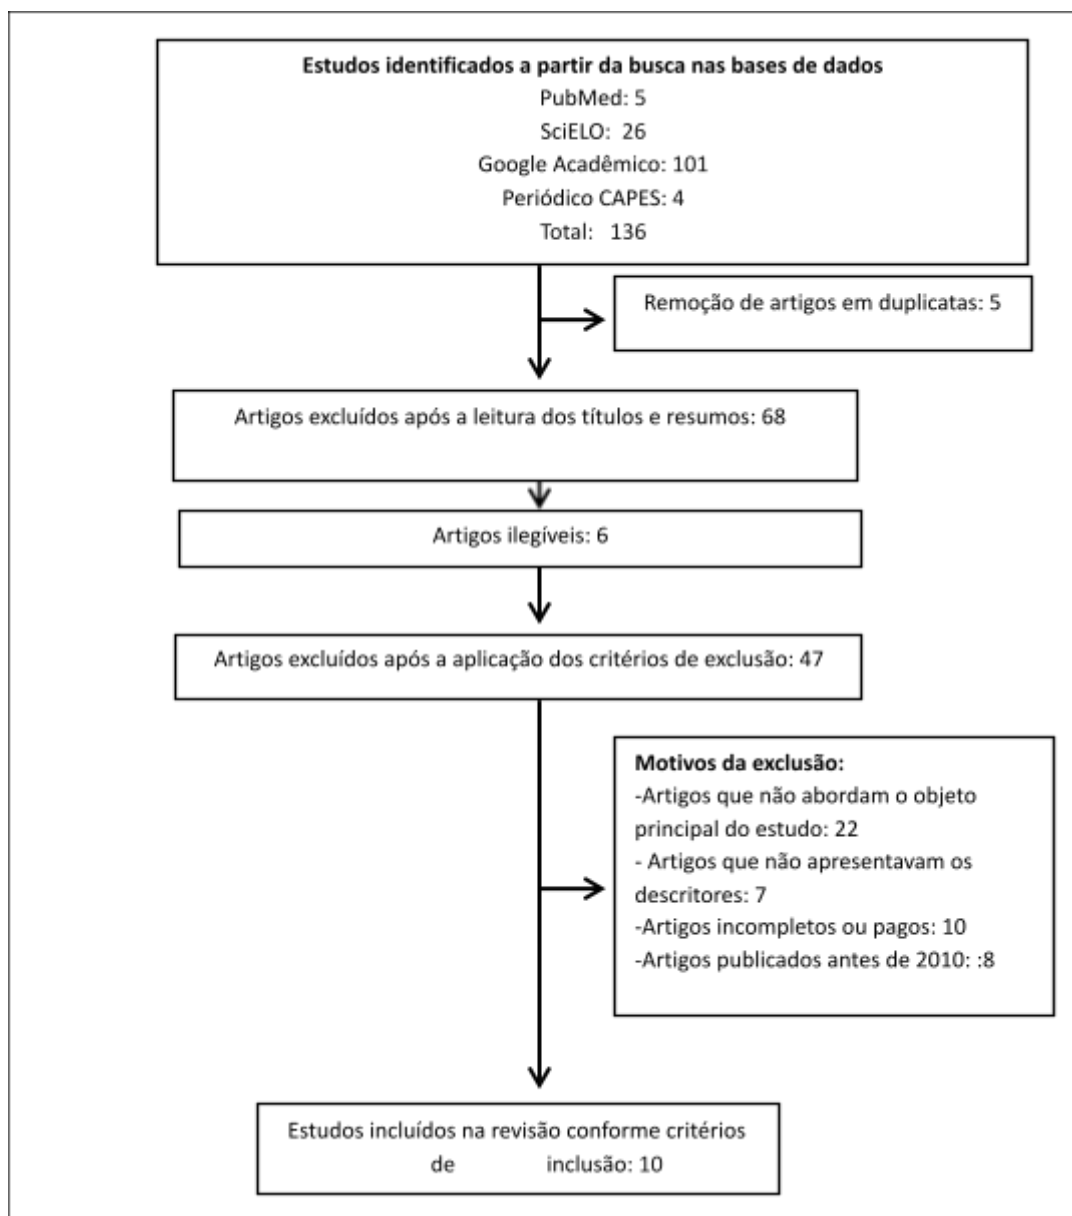 Estudos identificados a partir da busca nas bases de dados
PubMed: 5
SciELO: 26
Google Acadêmico: 101
Periódico CAPES: 4
Total: 136
Remoção de artigos em duplicatas: 5
Artigos excluídos após a leitura dos títulos e resumos: 68
Artigos ilegíveis: 6
Artigos excluídos após a aplicação dos critérios de exclusão: 47
Motivos da exclusão:
-Artigos que não abordam o objeto
principal do estudo: 22
- Artigos que não apresentavam os
descritores: 7
-Artigos incompletos ou pagos: 10
-Artigos publicados antes de 2010: :8
Estudos incluídos na revisão conforme critérios
de inclusão: 10